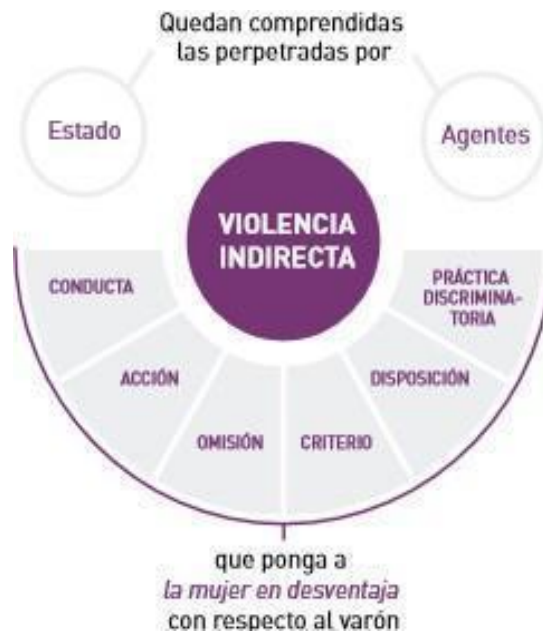 Quedan comprendidas
las perpetradas por
Estado
Agentes
VIOLENCIA
INDIRECTA
CONDUCTA
ACCIÓN
OMISIÓN
CRITERIO
DISPOSICIÓN
PRÁCTICA
DISCRIMINA-
TORIA
que ponga a
la mujer en desventaja
con respecto al varón